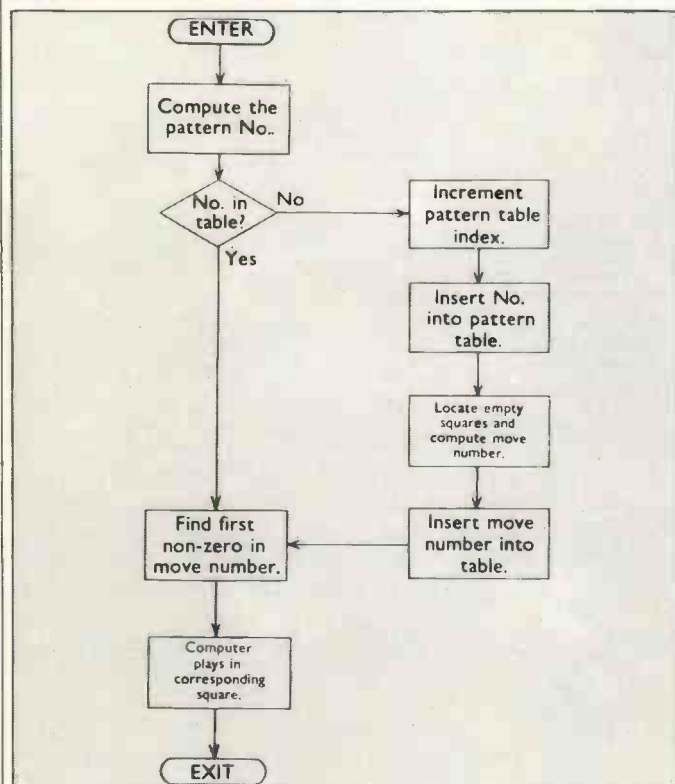 ENTER
Compute the
pattern No..
No. in
table?
No
Yes
Increment
pattern table
index.
Insert No.
into pattern
table.
Locate empty
squares and
compute move
number.
Insert move
number into
table.
Find first
non-zero in
move number.
Computer
plays in
corresponding
square.
EXIT